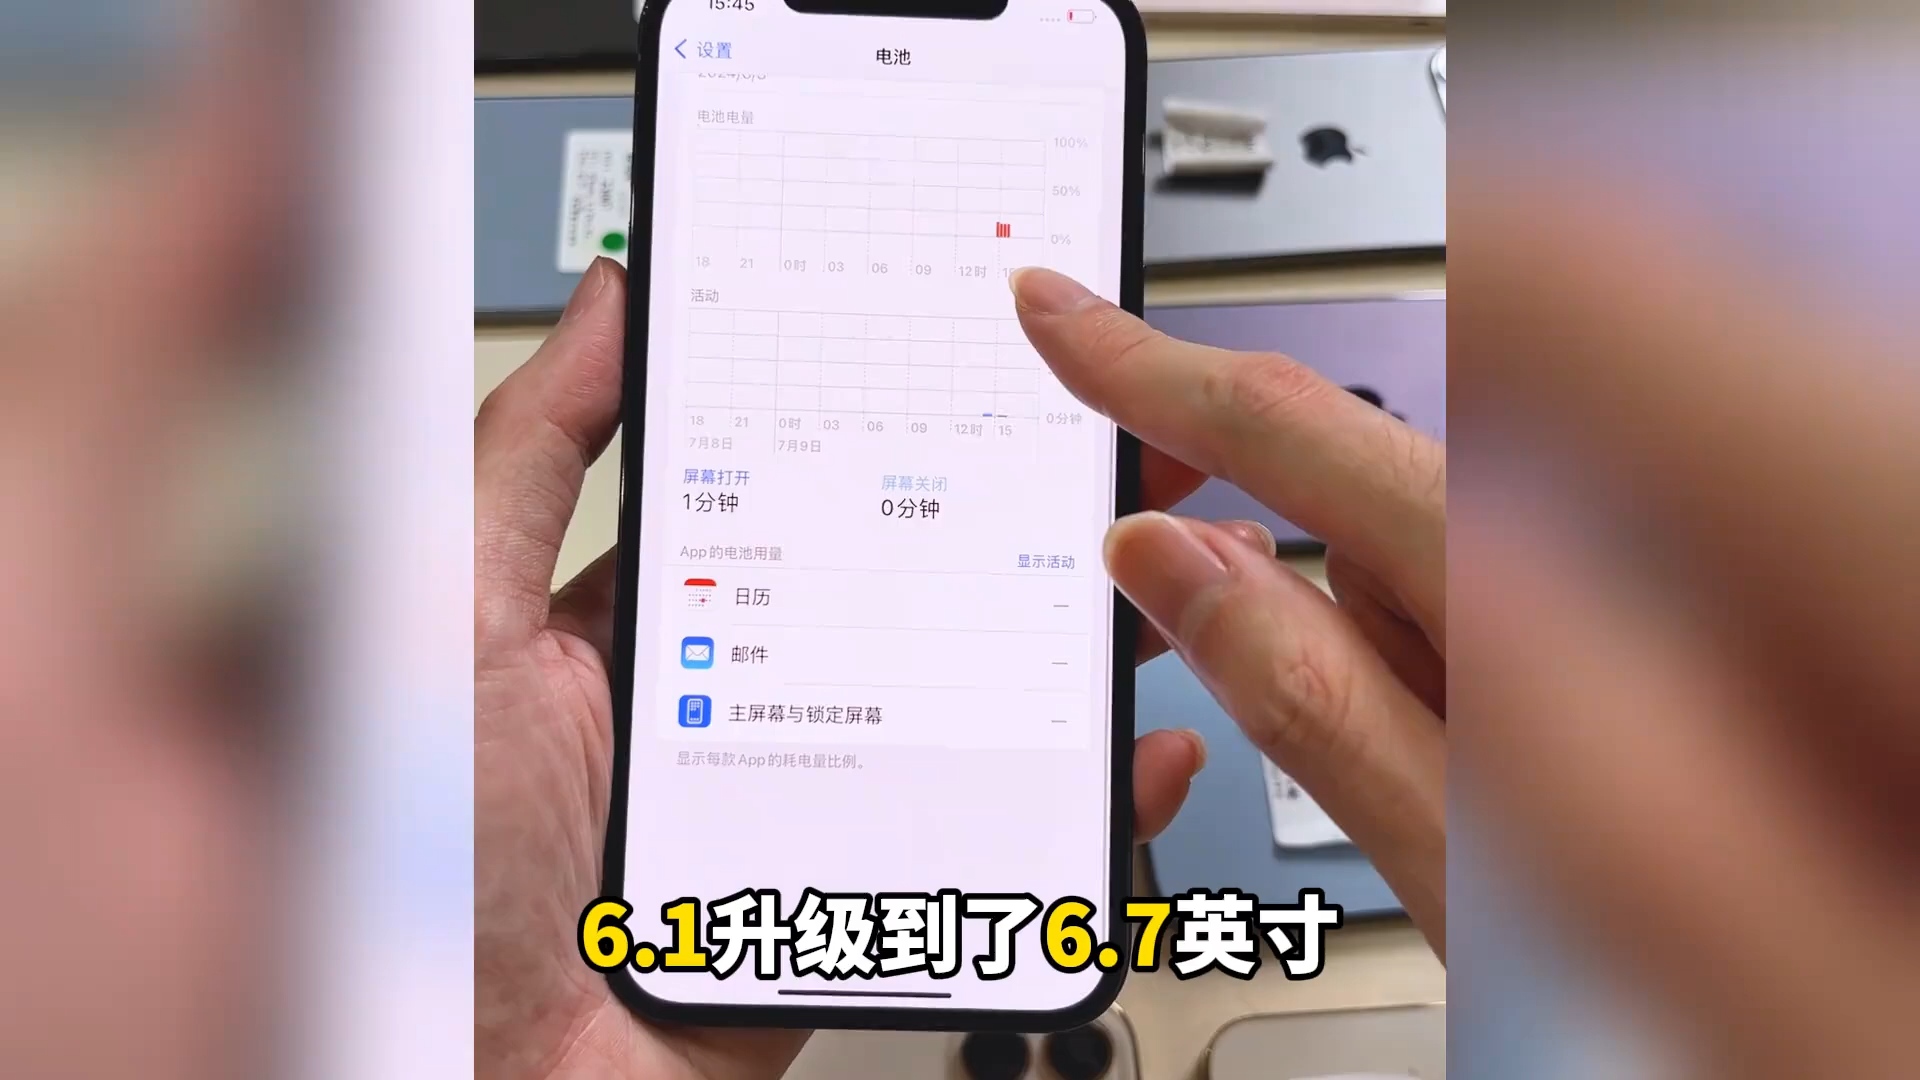 15:45
设置
电池
电池电量
100%
50%
0%
18 21 0时 03 06 09 12时
活动
0分钟
18 21 0时 03 06 09 12时 15
7月8日 7月9日
屏幕打开 屏幕关闭
1分钟 0分钟
App的电池用量 显示活动
日历 —
邮件 —
主屏幕与锁定屏幕 —
显示每款App的耗电量比例。
6.1升级到了6.7英寸